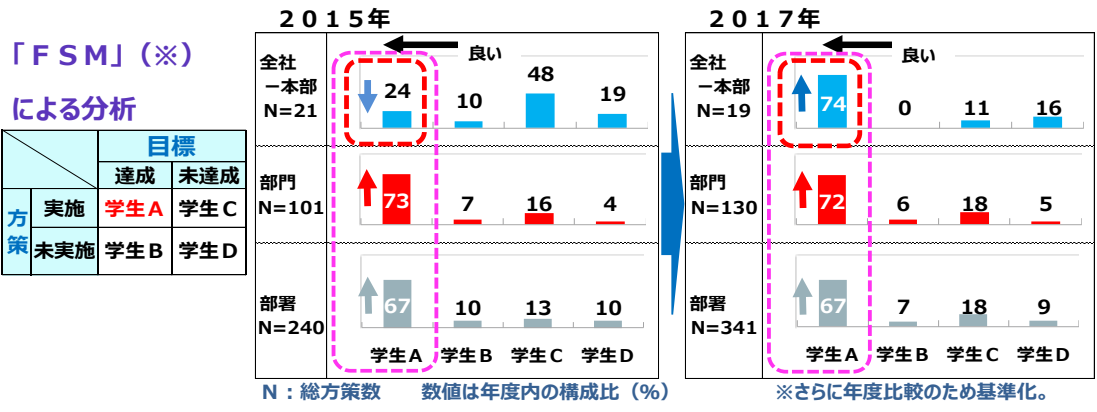 「FSM」（※）
による分析
目標
達成 未達成
方策 実施 学生A 学生C
未実施 学生B 学生D
2015年
良い
全社
－本部
N=21
24 10 48 19
部門
N=101
73 7 16 4
部署
N=240
67 10 13 10
学生A 学生B 学生C 学生D
2017年
良い
全社
－本部
N=19
74 0 11 16
部門
N=130
72 6 18 5
部署
N=341
67 7 18 9
学生A 学生B 学生C 学生D
N：総方策数 数値は年度内の構成比（%）
※さらに年度比較のため基準化。